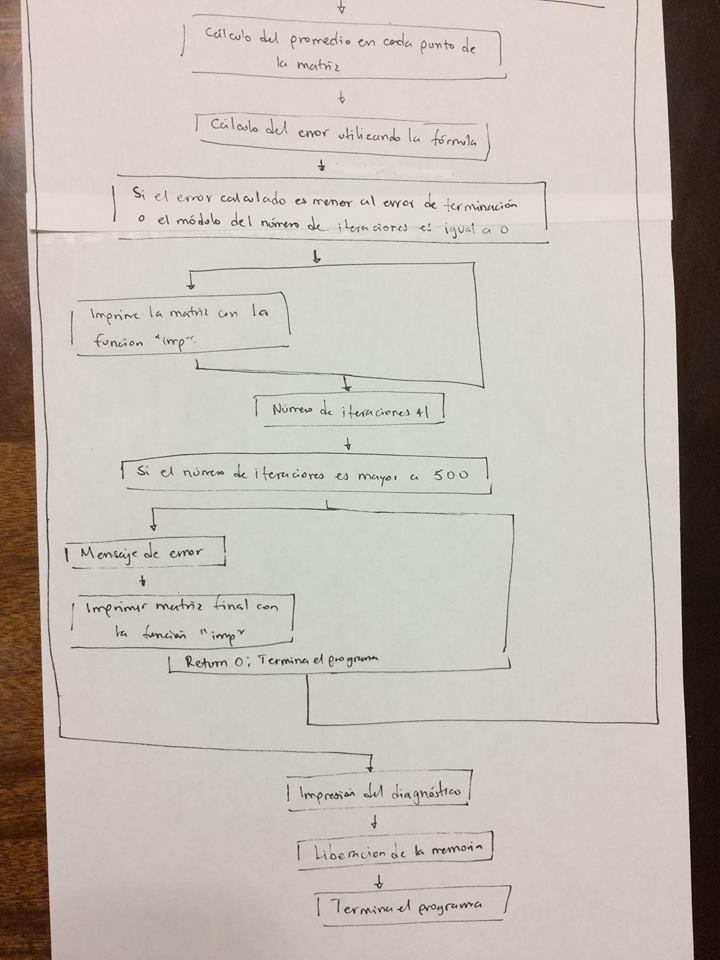 Cálculo del promedio en cada punto de
la matriz
Cálculo del error utilizando la fórmula
Si el error calculado es menor al error de terminación
o el módulo del número de iteraciones es igual a 0
Imprime la matriz con la
funcion "imp".
Número de iteraciones +1
Si el número de iteraciones es mayor a 500
Mensaje de error
Imprimir matriz final con
la función "imp"
Return 0; Termina el programa
Impresión del diagnóstico
Liberacion de la memoria
Termina el programa